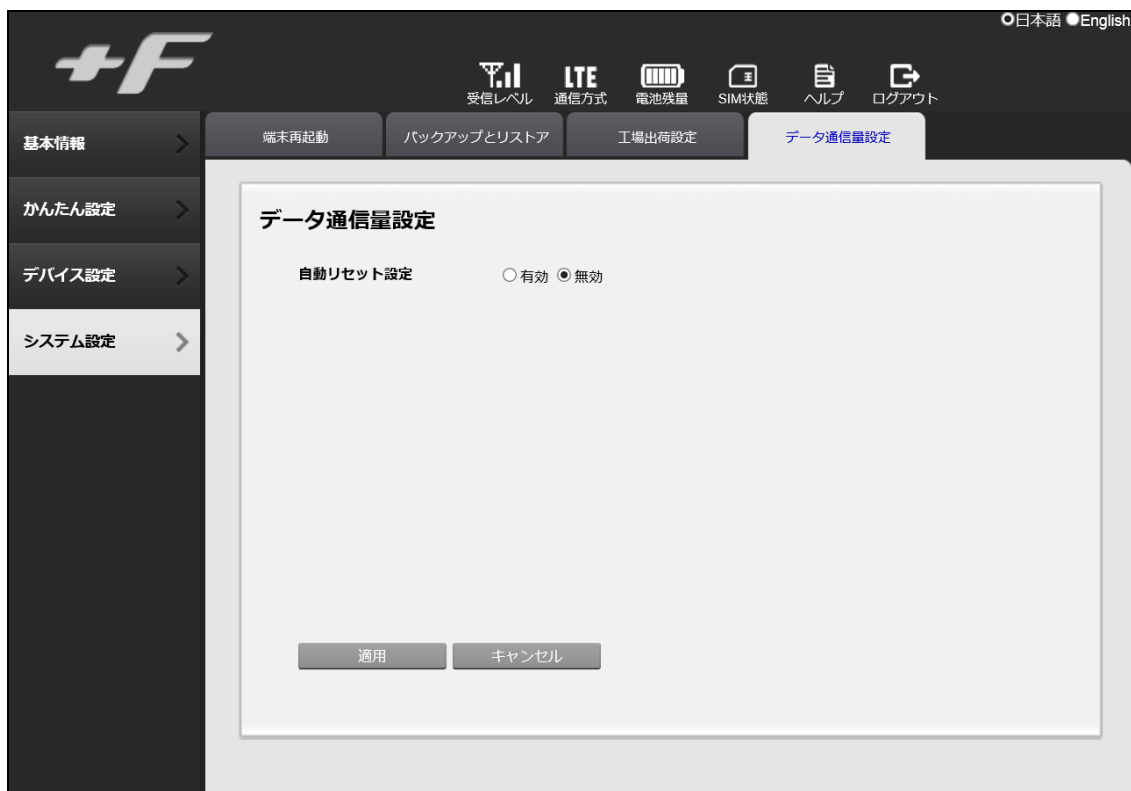 日本語 English
+F
受信レベル LTE 通信方式 電池残量 SIM状態 ヘルプ ログアウト
基本情報
かんたん設定
デバイス設定
システム設定
端末再起動 バックアップとリストア 工場出荷設定 データ通信量設定
データ通信量設定
自動リセット設定 有効 無効
適用 キャンセル